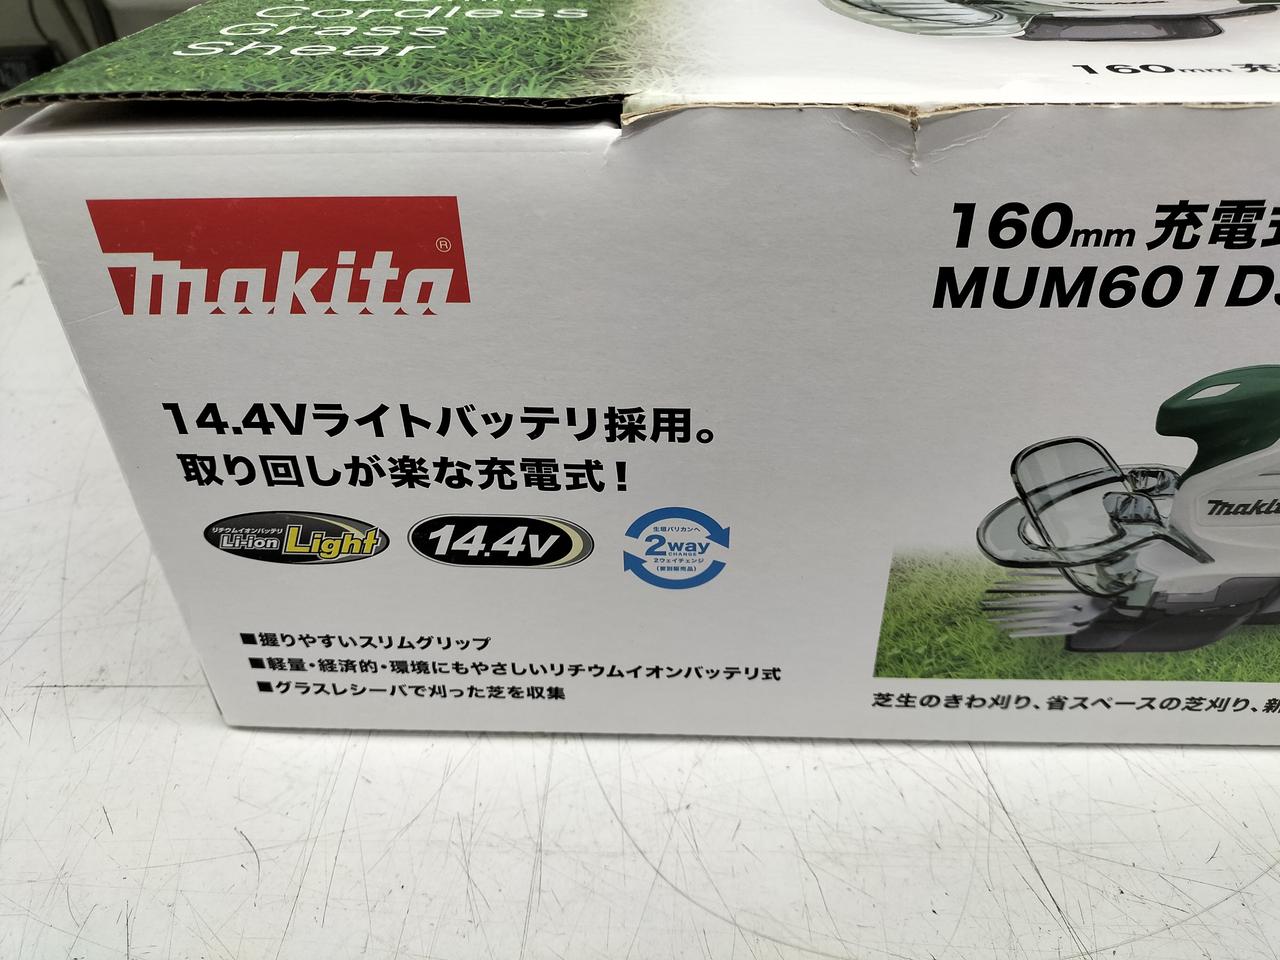 Cordless
Grass
Shear
160mm 充
makita®
160mm 充電式
MUM601D
14.4Vライトバッテリ採用。
取り回しが楽な充電式!
リチウムイオンバッテリ
Li-ion Light
14.4V
生垣バリカンへ
2way
CHANGE
2ウェイチェンジ
(要別販売品)
makita
■握りやすいスリムグリップ
■軽量・経済的・環境にもやさしいリチウムイオンバッテリ式
■グラスレシーバで刈った芝を収集
芝生のきわ刈り、省スペースの芝刈り、新